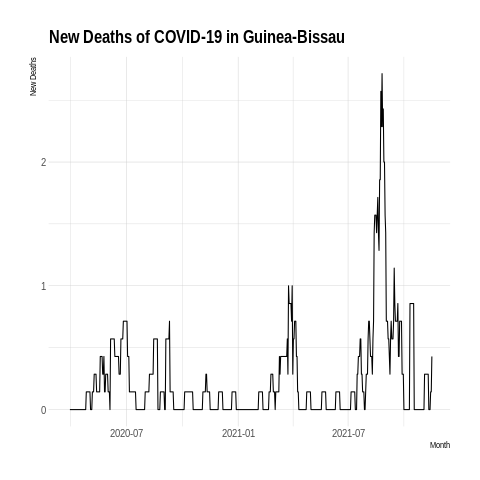 New Deaths of COVID-19 in Guinea-Bissau
New Deaths
2
1
0
2020-07 2021-01 2021-07
Month